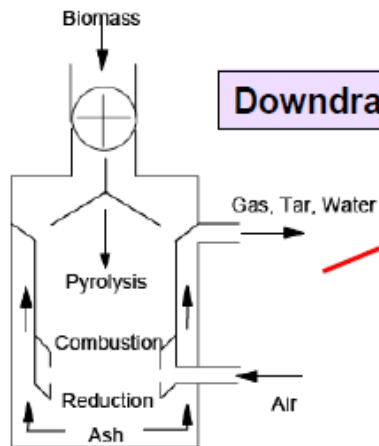 Biomass
Downdra
Gas, Tar, Water
Pyrolysis
Combustion
Reduction
Air
Ash